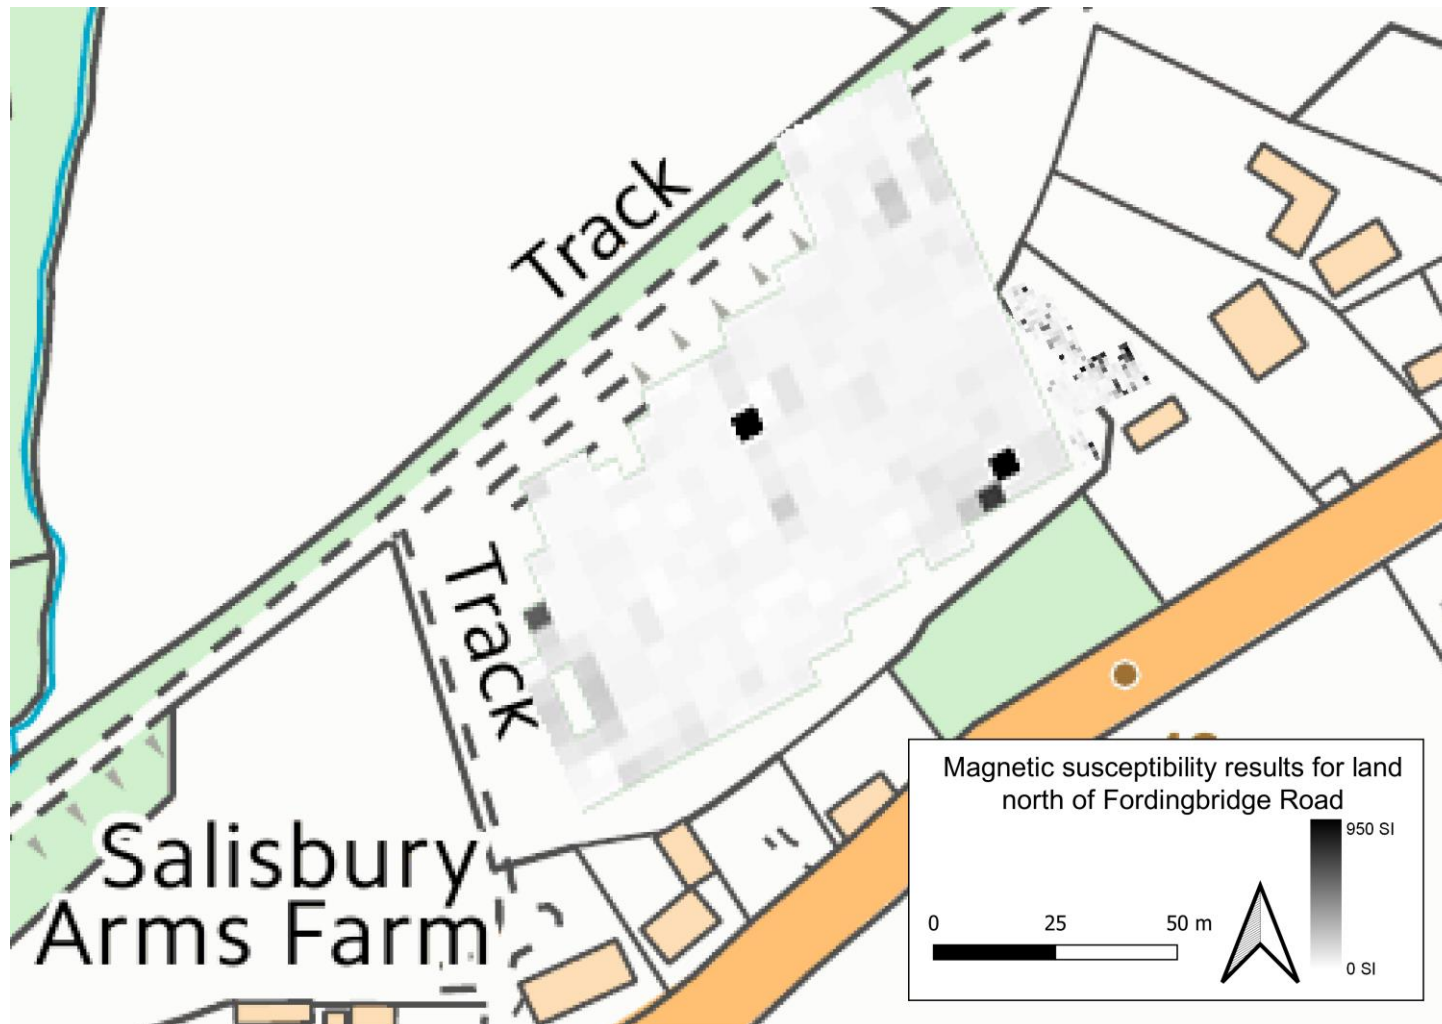 Track
Track
Salisbury
Arms Farm
Magnetic susceptibility results for land
north of Fordingbridge Road
950 SI
0 SI
0 25 50 m